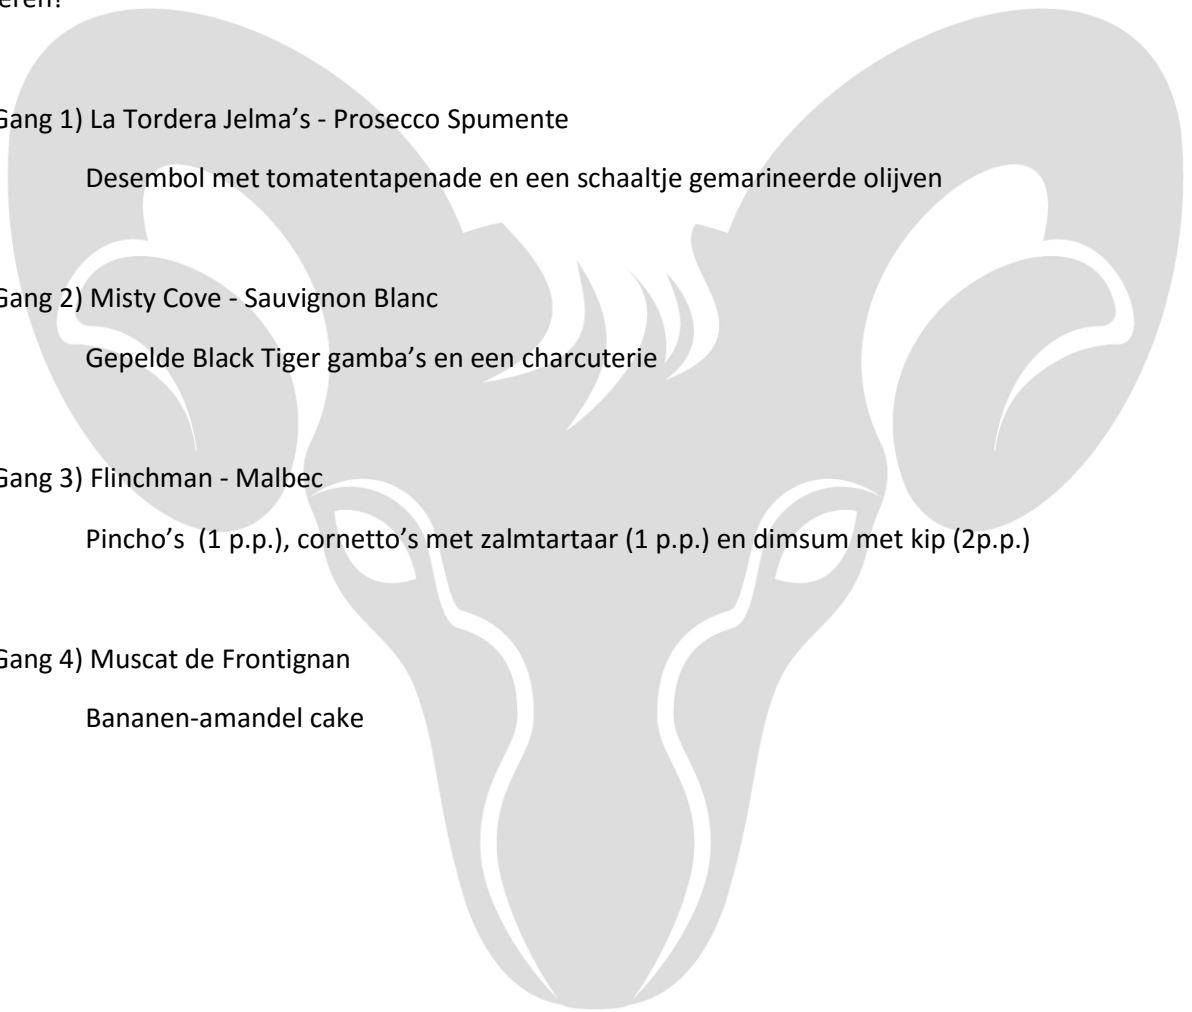 Gang 1) La Tordera Jelma’s - Prosecco Spumente
Desembol met tomatentapenade en een schaaltje gemarineerde olijven
Gang 2) Misty Cove - Sauvignon Blanc
Gepelde Black Tiger gamba’s en een charcuterie
Gang 3) Flinchman - Malbec
Pincho’s (1 p.p.), cornetto’s met zalmtartaar (1 p.p.) en dimsum met kip (2p.p.)
Gang 4) Muscat de Frontignan
Bananen-amandel cake